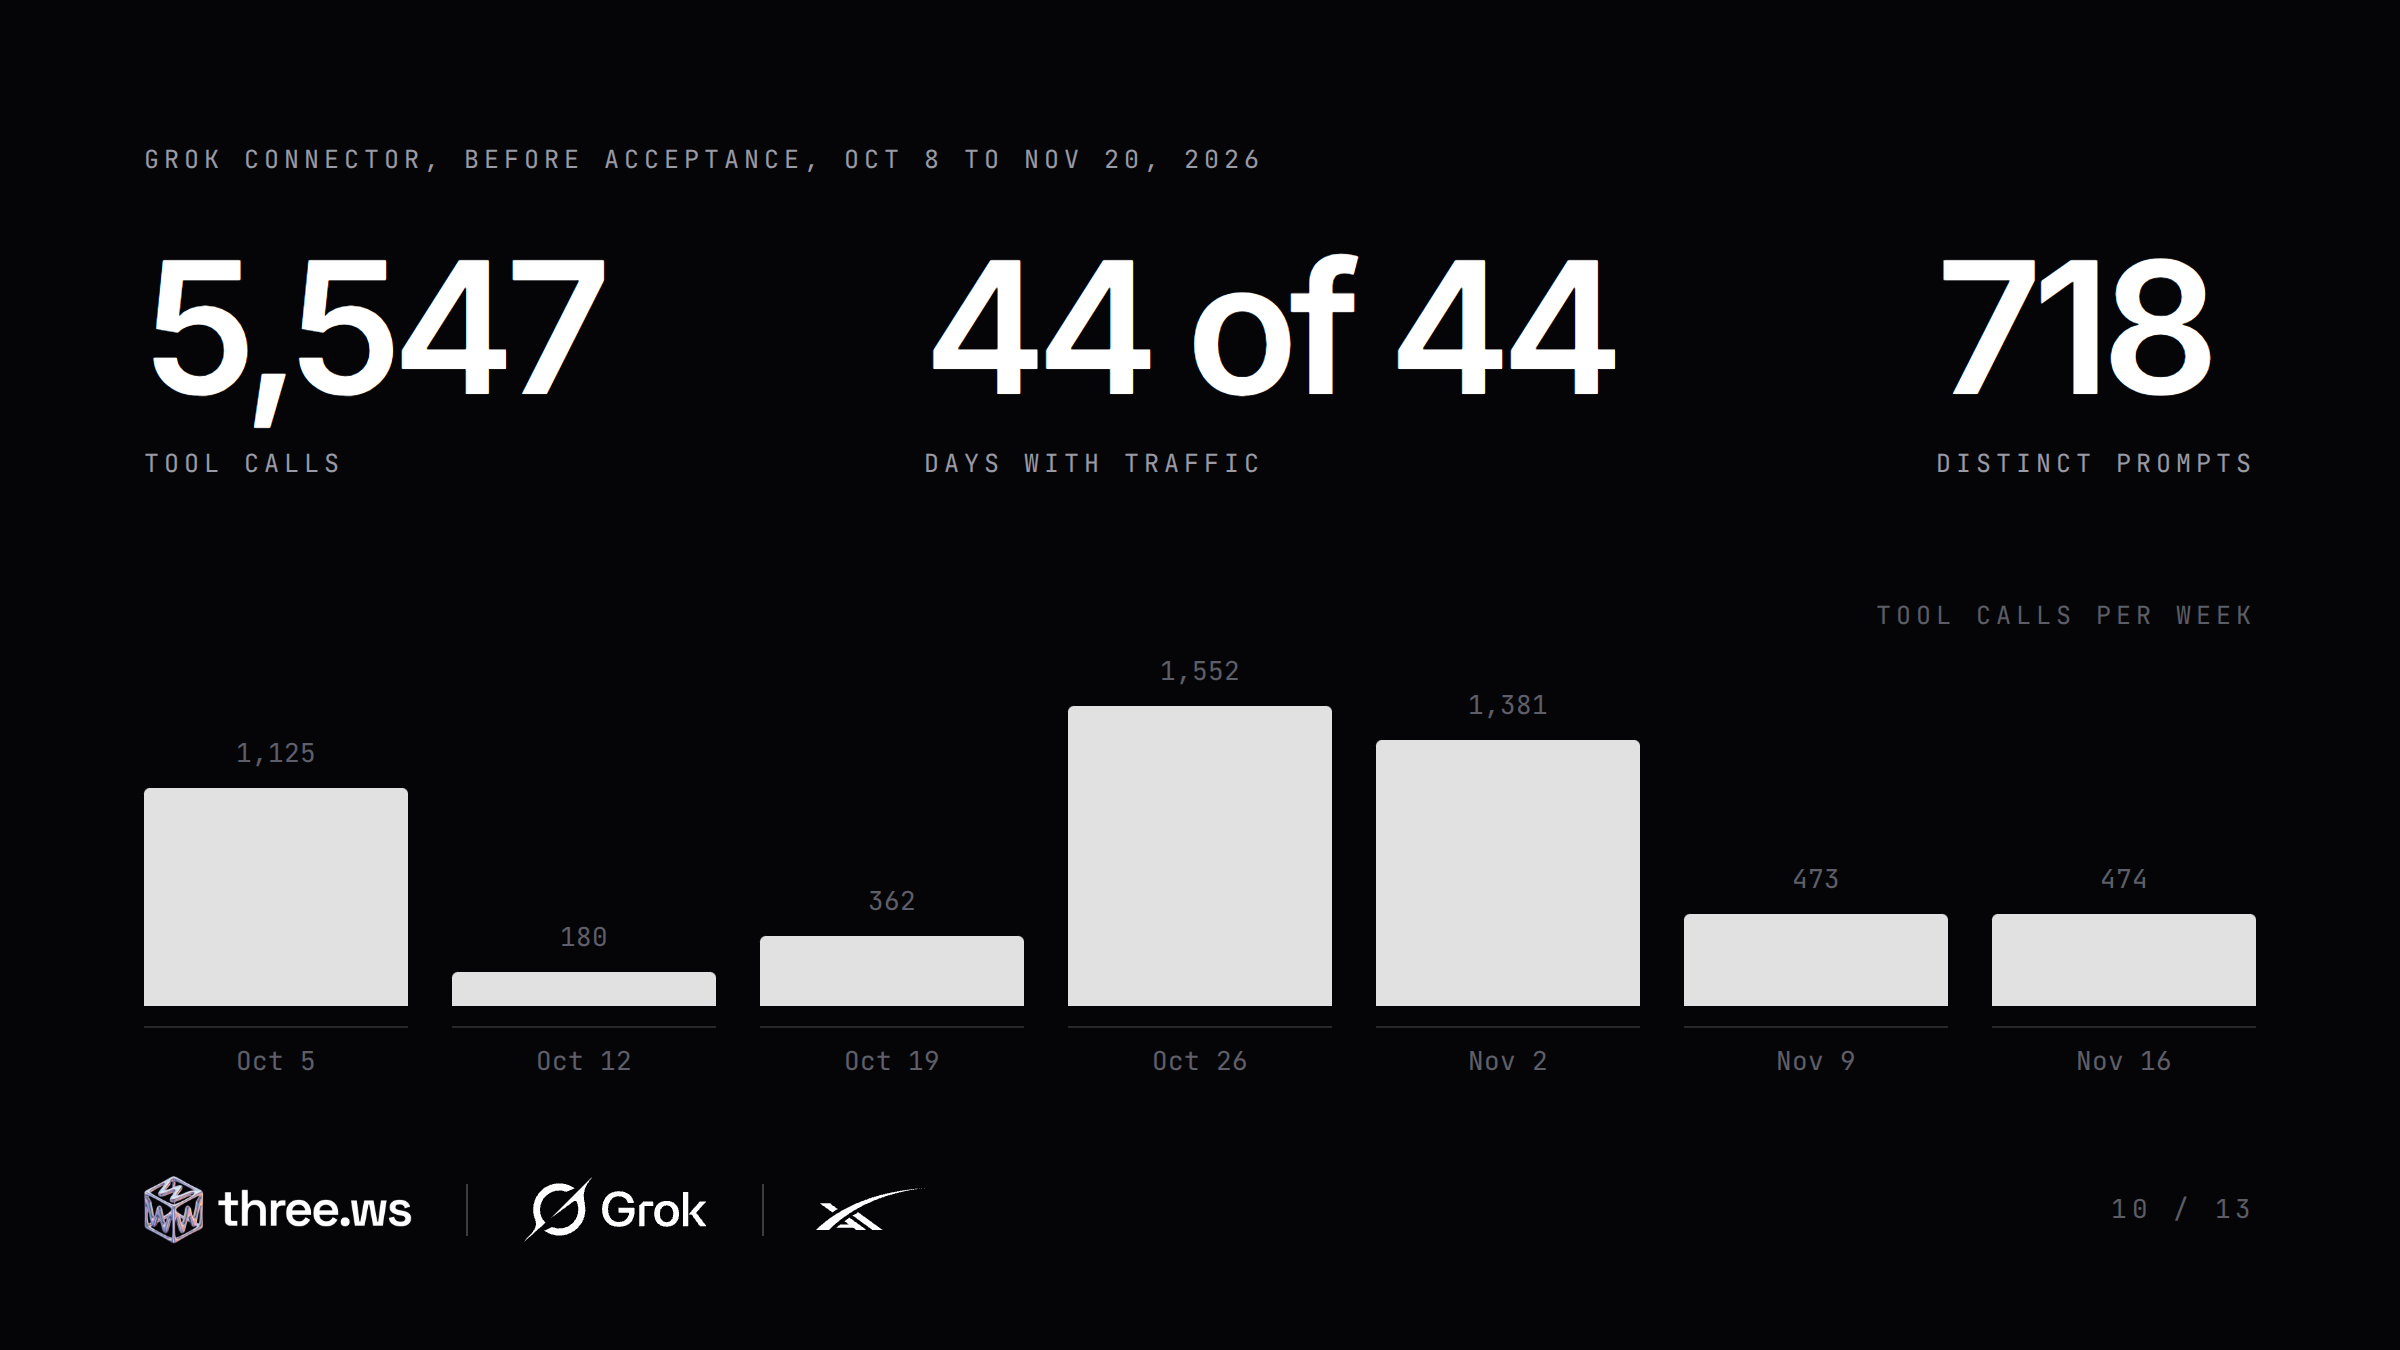 GROK CONNECTOR, BEFORE ACCEPTANCE, OCT 8 TO NOV 20, 2026
5,547
TOOL CALLS
44 of 44
DAYS WITH TRAFFIC
718
DISTINCT PROMPTS
TOOL CALLS PER WEEK
1,125
180
362
1,552
1,381
473
474
Oct 5
Oct 12
Oct 19
Oct 26
Nov 2
Nov 9
Nov 16
three.ws
Grok
10 / 13